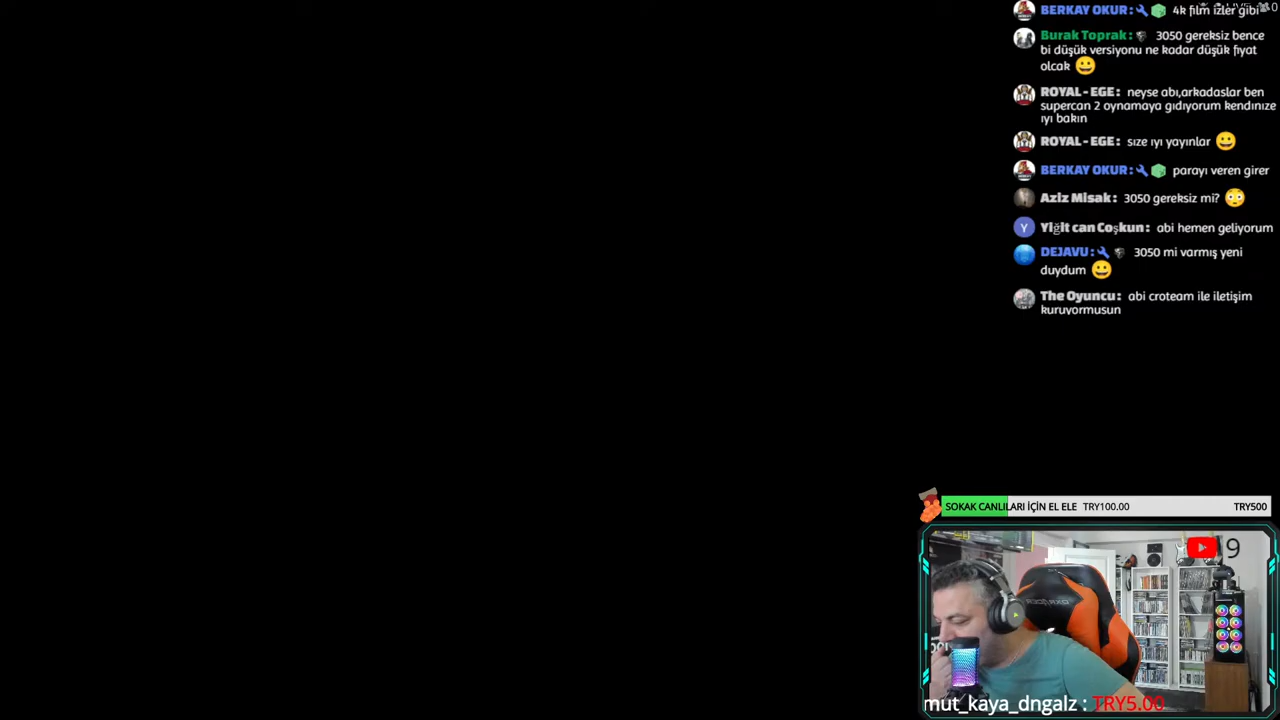 BERKAY OKUR: 4k film izler gibi
Burak Toprak: 3050 gereksiz bence
bi düşük versiyonu ne kadar düşük fiyat
olcak
ROYAL - EGE: neyse abı,arkadaslar ben
supercan 2 oynamaya gıdıyorum kendınıze
ıyı bakın
ROYAL - EGE: sıze ıyı yayınlar
BERKAY OKUR: parayı veren girer
Aziz Misak: 3050 gereksiz mi?
Y Yiğit can Coşkun: abi hemen geliyorum
DEJAVU: 3050 mi varmış yeni
duydum
The Oyuncu: abi croteam ile iletişim
kuruyormusun
SOKAK CANLILARI İÇİN EL ELE TRY100.00 TRY500
9
mut_kaya_dngalz : TRY5.00